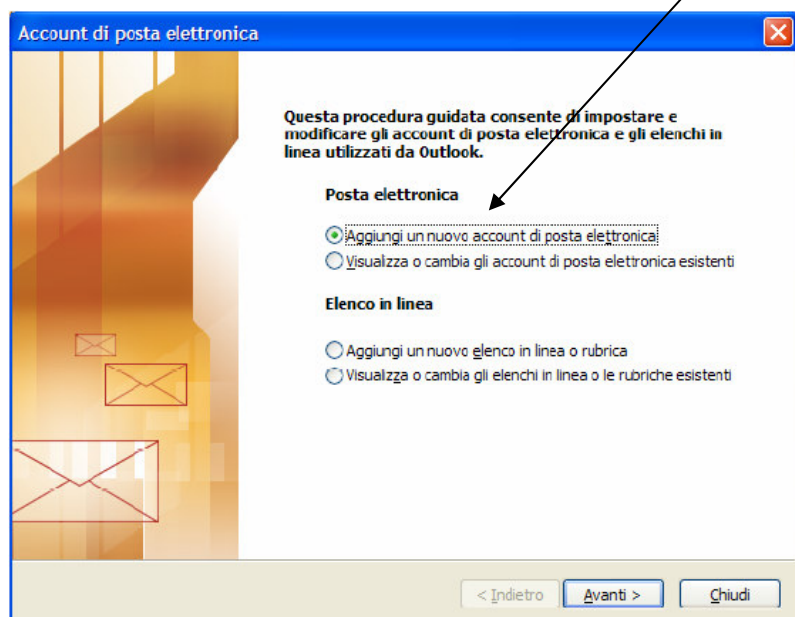 Account di posta elettronica
Questa procedura guidata consente di impostare e
modificare gli account di posta elettronica e gli elenchi in
linea utilizzati da Outlook.
Posta elettronica
Aggiungi un nuovo account di posta elettronica
Visualizza o cambia gli account di posta elettronica esistenti
Elenco in linea
Aggiungi un nuovo elenco in linea o rubrica
Visualizza o cambia gli elenchi in linea o le rubriche esistenti
< Indietro Avanti > Chiudi